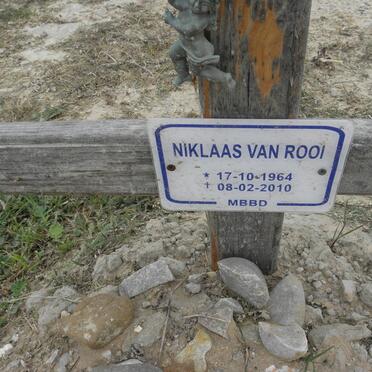 NIKLAAS VAN ROOI
* 17-10-1964
† 08-02-2010
MBBD